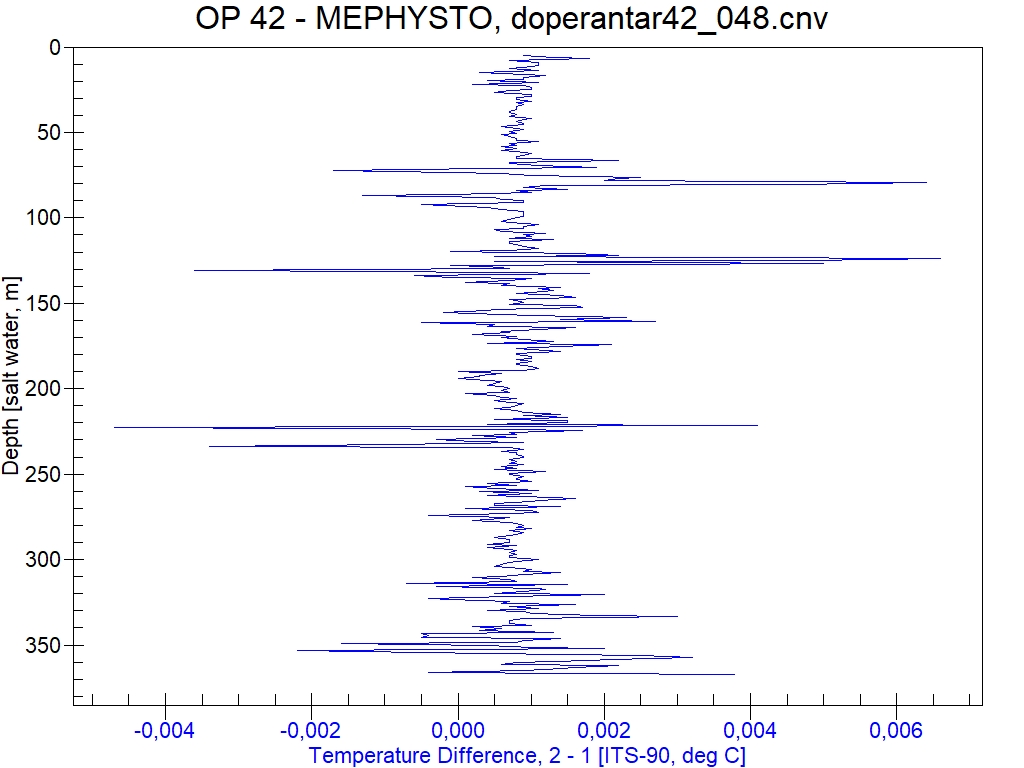 OP 42 - MEPHYSTO, doperantar42_048.cnv
0
50
100
150
200
250
300
350
Depth [salt water, m]
-0,004 -0,002 0,000 0,002 0,004 0,006
Temperature Difference, 2 - 1 [ITS-90, deg C]